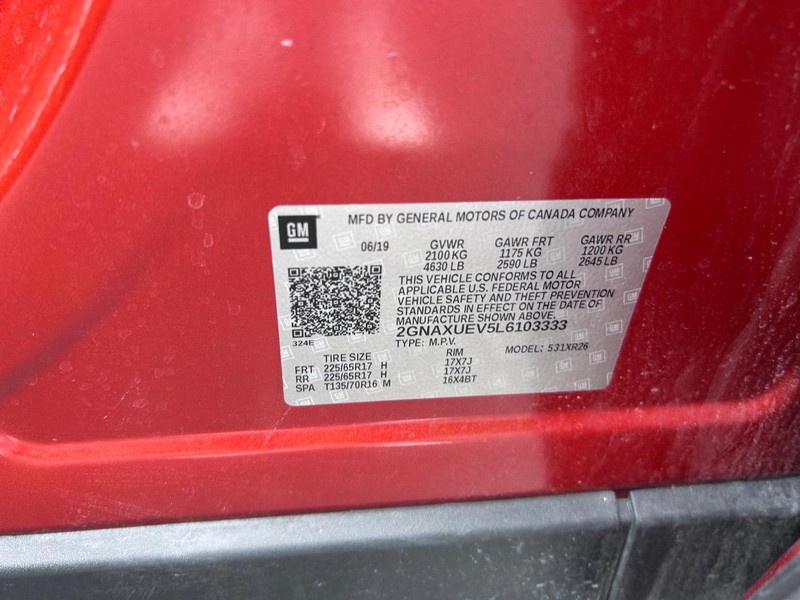 GM
MFD BY GENERAL MOTORS OF CANADA COMPANY
06/19 GVWR GAWR FRT GAWR RR
2100 KG 1175 KG 1200 KG
4630 LB 2590 LB 2645 LB
THIS VEHICLE CONFORMS TO ALL
APPLICABLE U.S. FEDERAL MOTOR
VEHICLE SAFETY AND THEFT PREVENTION
STANDARDS IN EFFECT ON THE DATE OF
MANUFACTURE SHOWN ABOVE.
2GNAXUEV5L6103333
324E
TYPE: M.P.V. MODEL: 531XR26
TIRE SIZE RIM
FRT 225/65R17 H 17X7J
RR 225/65R17 H 17X7J
SPA T135/70R16 M 16X4BT